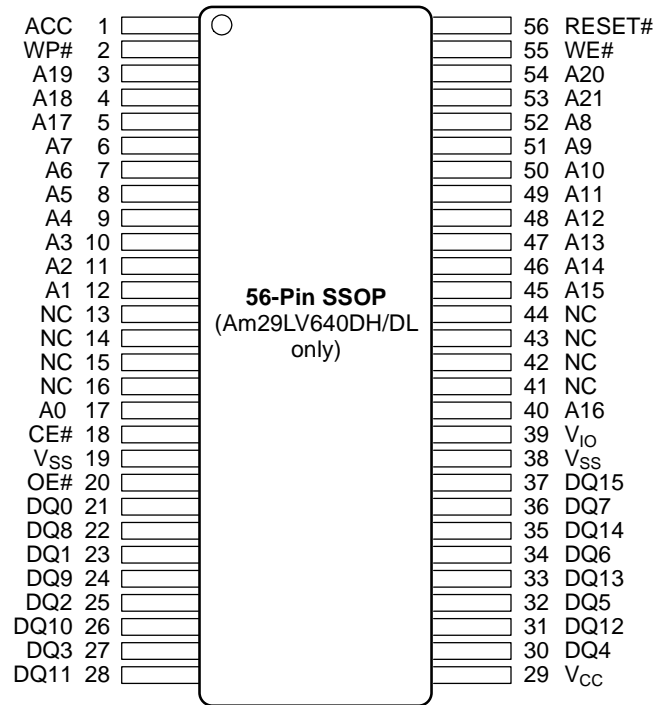 ACC 1
WP# 2
A19 3
A18 4
A17 5
A7 6
A6 7
A5 8
A4 9
A3 10
A2 11
A1 12
NC 13
NC 14
NC 15
NC 16
A0 17
CE# 18
VSS 19
OE# 20
DQ0 21
DQ8 22
DQ1 23
DQ9 24
DQ2 25
DQ10 26
DQ3 27
DQ11 28
56-Pin SSOP
(Am29LV640DH/DL
only)
56 RESET#
55 WE#
54 A20
53 A21
52 A8
51 A9
50 A10
49 A11
48 A12
47 A13
46 A14
45 A15
44 NC
43 NC
42 NC
41 NC
40 A16
39 VIO
38 VSS
37 DQ15
36 DQ7
35 DQ14
34 DQ6
33 DQ13
32 DQ5
31 DQ12
30 DQ4
29 VCC